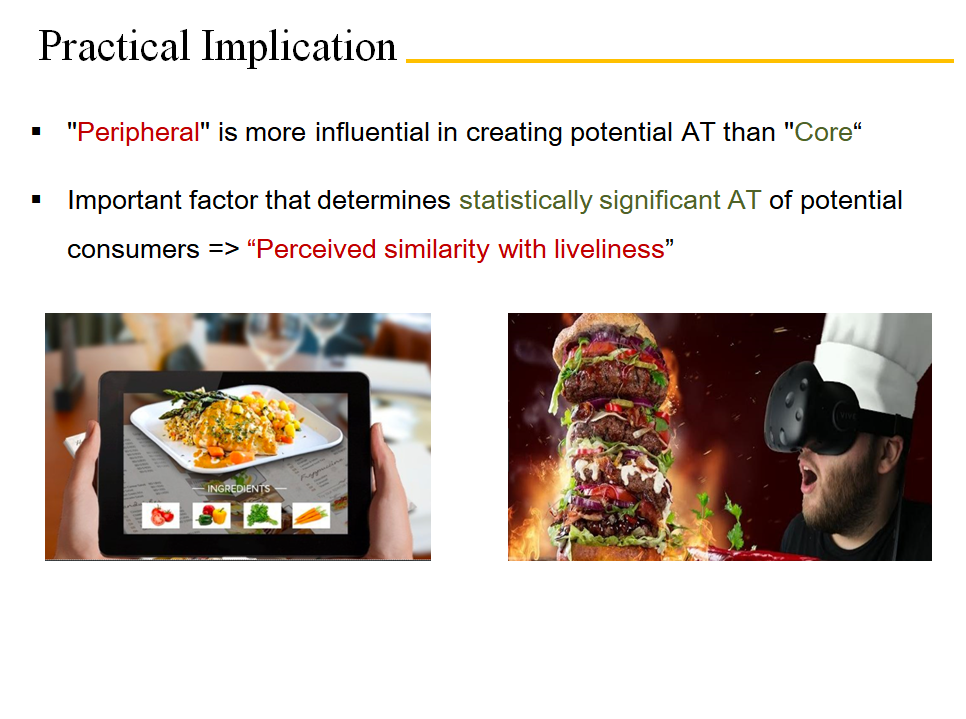 Practical Implication
▪ "Peripheral" is more influential in creating potential AT than "Core“
▪ Important factor that determines statistically significant AT of potential
consumers => “Perceived similarity with liveliness”
INGREDIENTS
VIVE